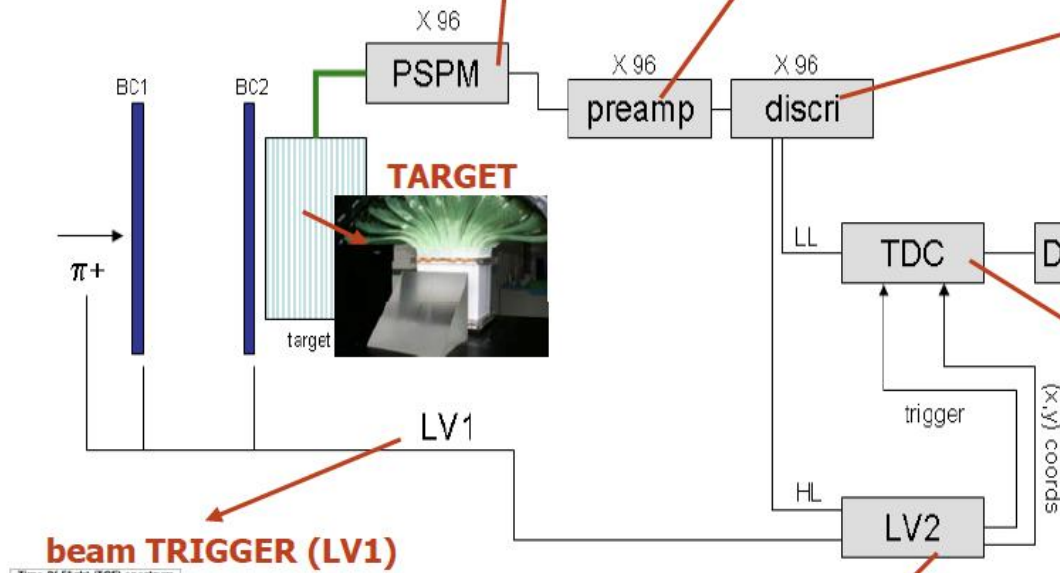 X 96
PSPM
X 96
preamp
X 96
discri
BC1
BC2
TARGET
π+
target
LL
TDC
D
trigger
(x,y) coords
LV1
HL
LV2
beam TRIGGER (LV1)